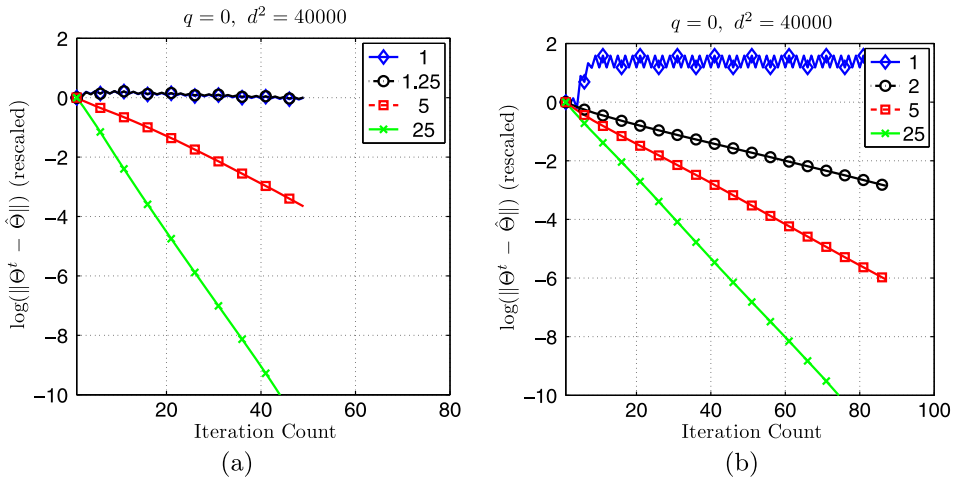 q = 0, d² = 40000
log(‖Θᵗ − Θ̂‖) (rescaled)
2
0
−2
−4
−6
−8
−10
1
1.25
5
25
20 40 60 80
Iteration Count
(a)
q = 0, d² = 40000
log(‖Θᵗ − Θ̂‖) (rescaled)
2
0
−2
−4
−6
−8
−10
1
2
5
25
20 40 60 80 100
Iteration Count
(b)